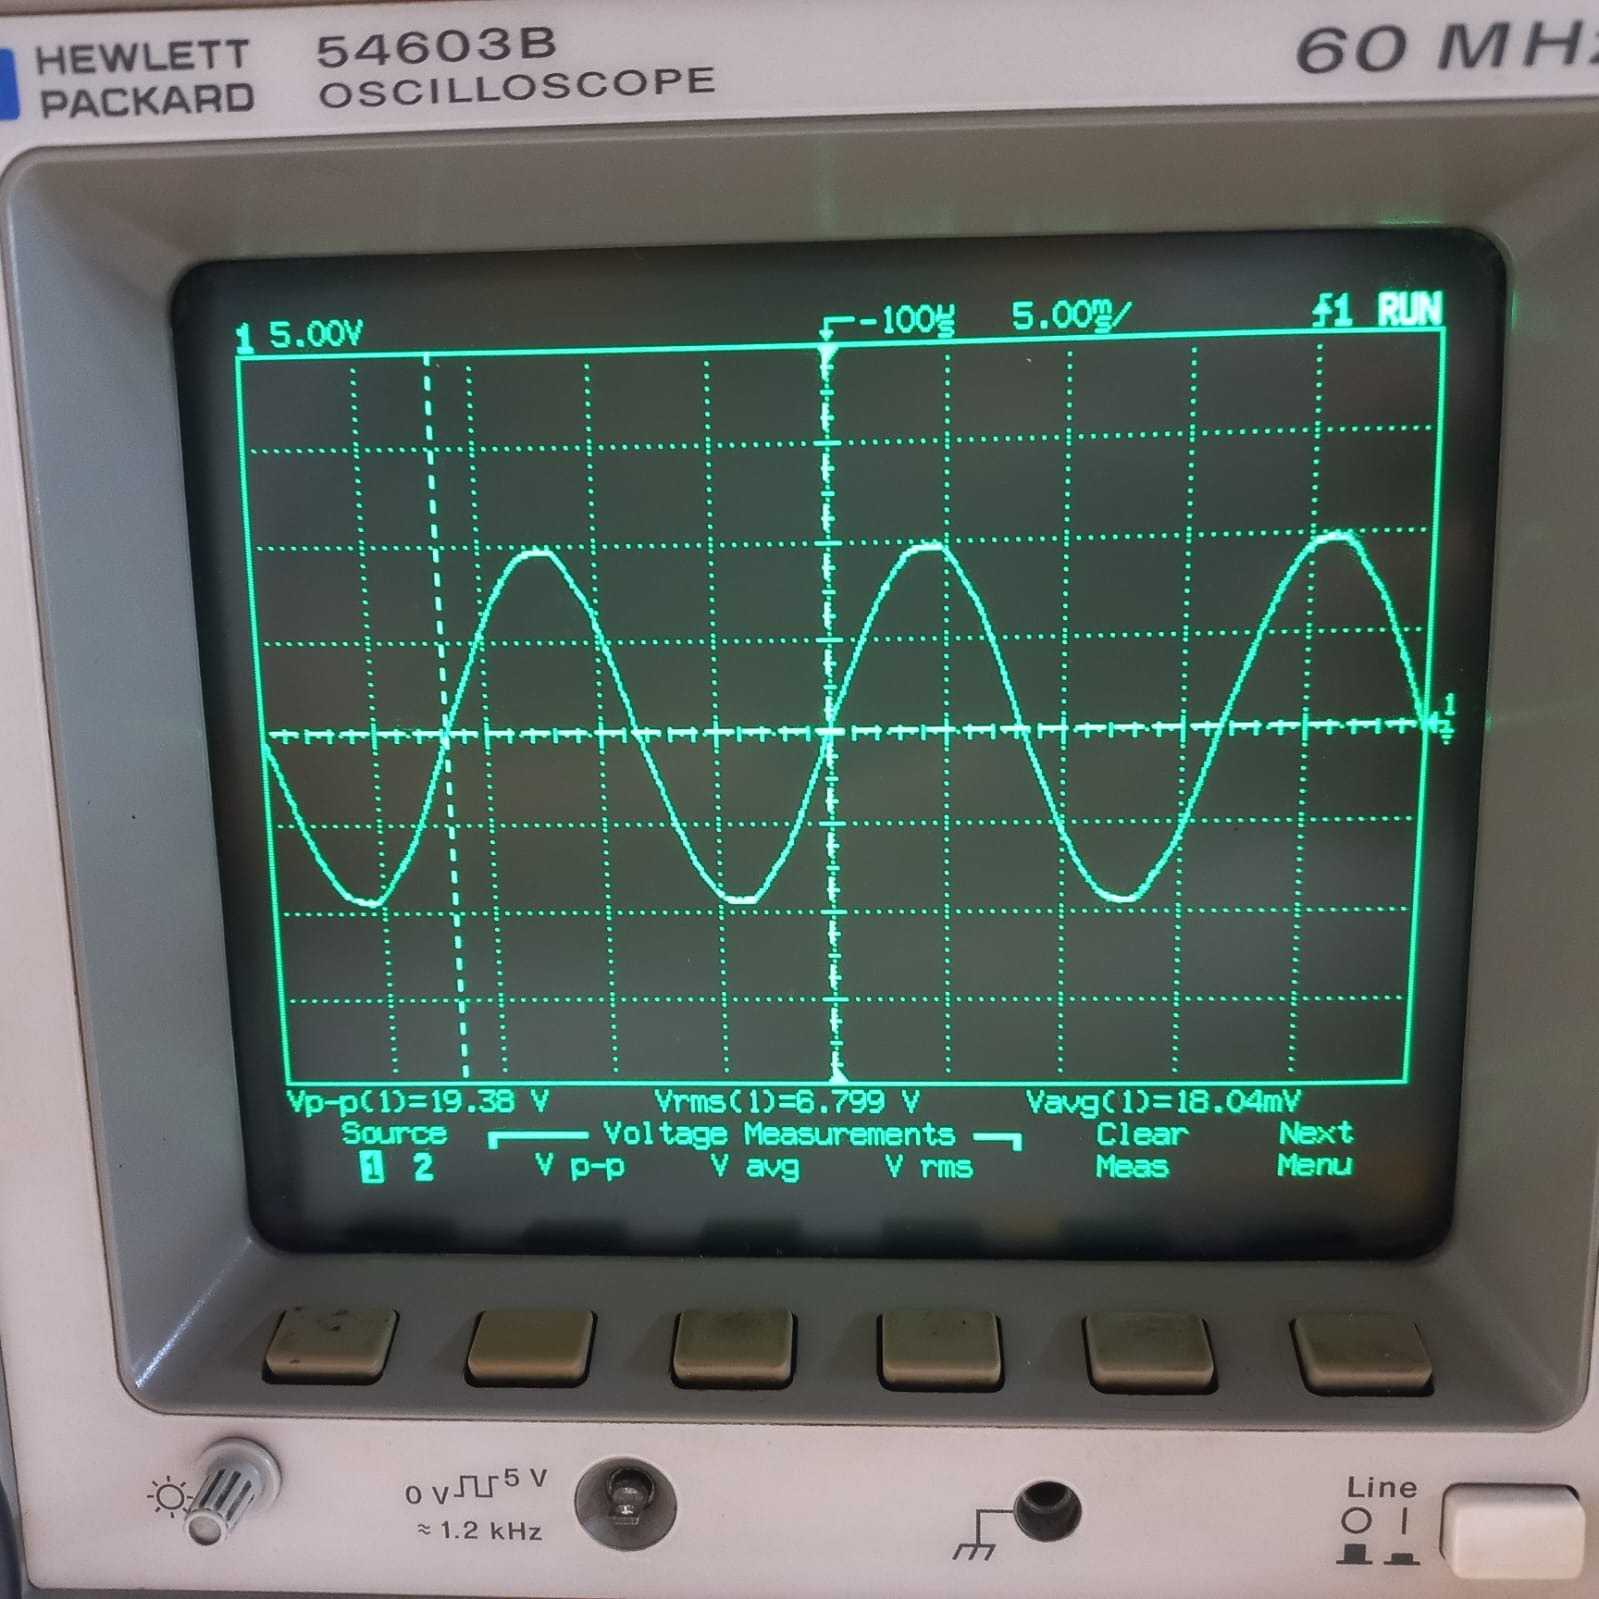 HEWLETT PACKARD
54603B
OSCILLOSCOPE
60 MHz
1 5.00V -100µs 5.00ms/ 1 RUN
1
Vp-p(1)=19.38 V Vrms(1)=6.799 V Vavg(1)=18.04mV
Source Voltage Measurements Clear Next
1 2 V p-p V avg V rms Meas Menu
0 V 5 V
≈ 1.2 kHz
Line
O I